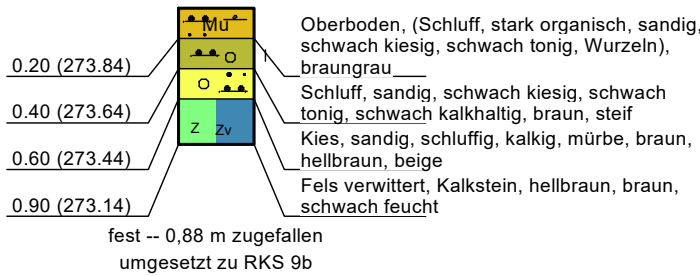 Mu
Oberboden, (Schluff, stark organisch, sandig,
schwach kiesig, schwach tonig, Wurzeln),
braungrau
0.20 (273.84)
Schluff, sandig, schwach kiesig, schwach
tonig, schwach kalkhaltig, braun, steif
0.40 (273.64)
Kies, sandig, schluffig, kalkig, mürbe, braun,
hellbraun, beige
0.60 (273.44)
Z Zv
Fels verwittert, Kalkstein, hellbraun, braun,
schwach feucht
0.90 (273.14)
fest -- 0,88 m zugefallen
umgesetzt zu RKS 9b